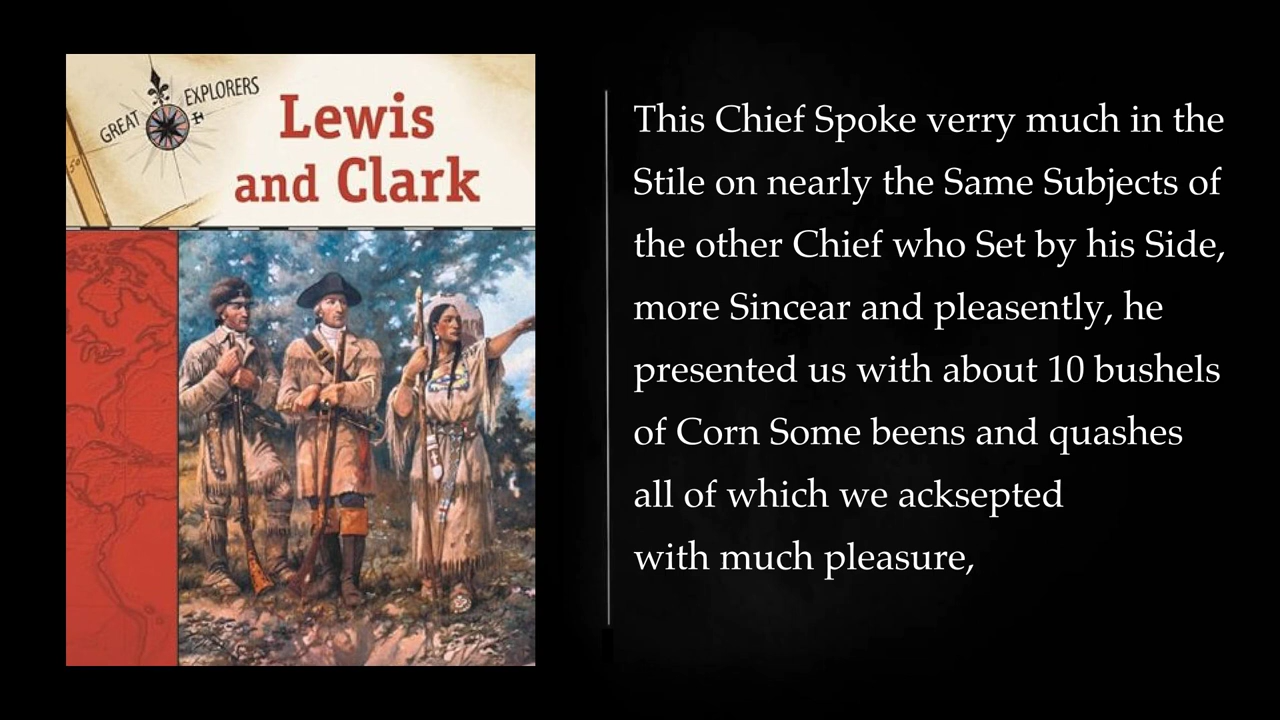 GREAT EXPLORERS
Lewis
and Clark
This Chief Spoke verry much in the
Stile on nearly the Same Subjects of
the other Chief who Set by his Side,
more Sincear and pleasently, he
presented us with about 10 bushels
of Corn Some beens and quashes
all of which we acksepted
with much pleasure,